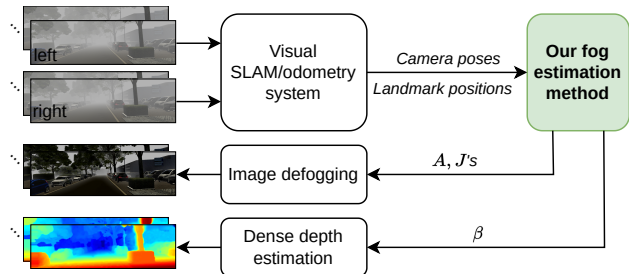 left
right
Visual
SLAM/odometry
system
Camera poses
Landmark positions
Our fog
estimation
method
Image defogging
A, J's
Dense depth
estimation
β